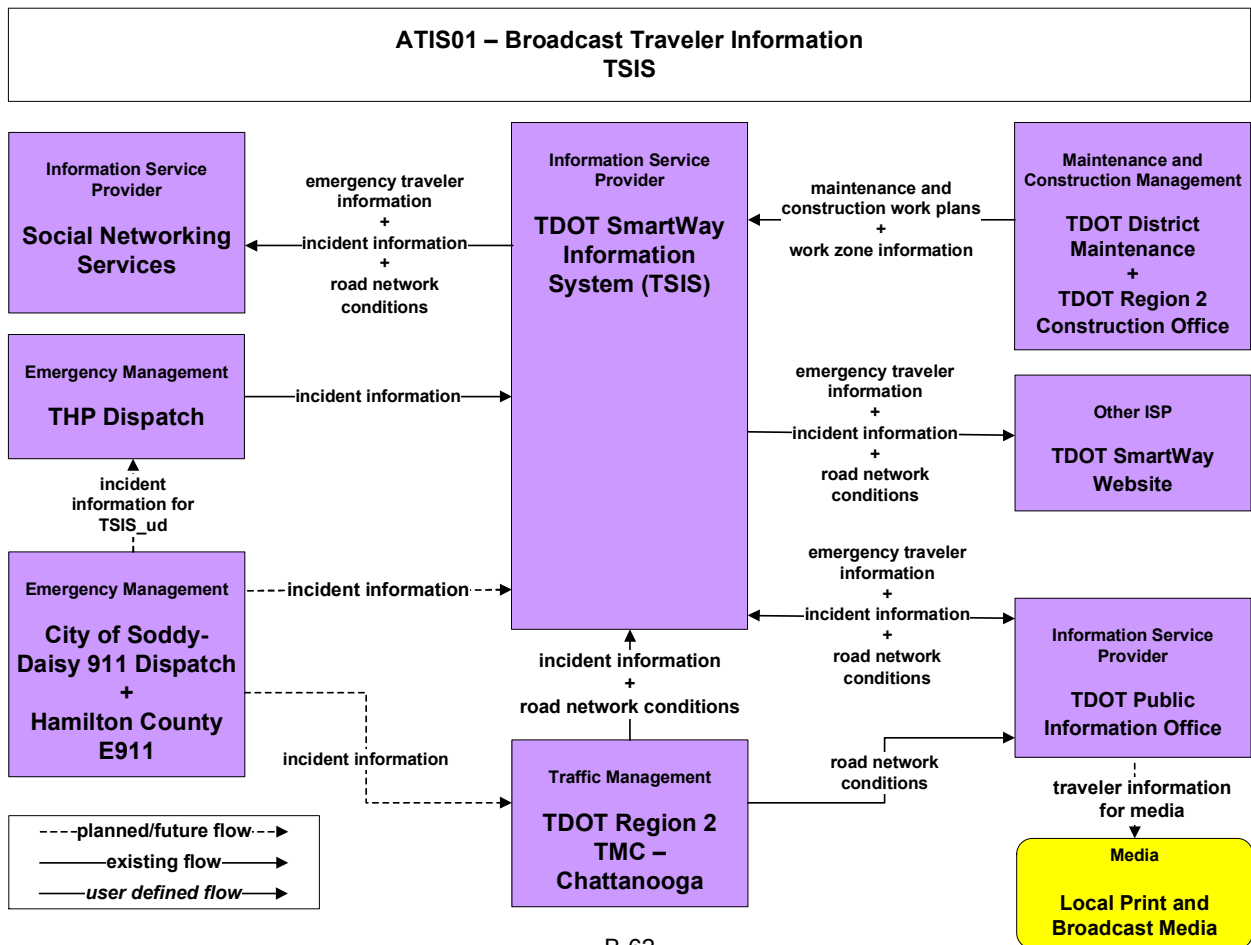 ATIS01 – Broadcast Traveler Information
TSIS
Information Service
Provider
Social Networking
Services
emergency traveler
information
+
incident information
+
road network
conditions
Information Service
Provider
TDOT SmartWay
Information
System (TSIS)
maintenance and
construction work plans
+
work zone information
Maintenance and
Construction Management
TDOT District
Maintenance
+
TDOT Region 2
Construction Office
Emergency Management
THP Dispatch
incident information
emergency traveler
information
+
incident information
+
road network
conditions
Other ISP
TDOT SmartWay
Website
incident
information for
TSIS_ud
Emergency Management
City of Soddy-
Daisy 911 Dispatch
+
Hamilton County
E911
incident information
incident information
+
road network conditions
emergency traveler
information
+
incident information
+
road network
conditions
Information Service
Provider
TDOT Public
Information Office
incident information
Traffic Management
TDOT Region 2
TMC –
Chattanooga
road network
conditions
traveler information
for media
Media
Local Print and
Broadcast Media
planned/future flow
existing flow
user defined flow